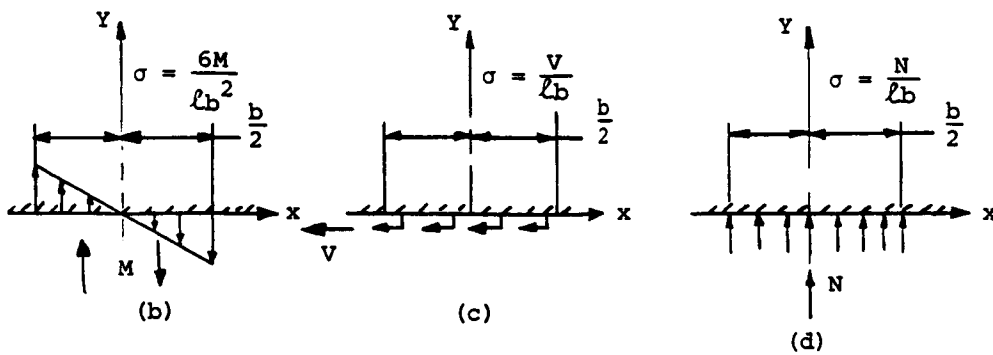 Y
σ = 6M/ℓb²
b/2
x
M
(b)
Y
σ = V/ℓb
b/2
x
V
(c)
Y
σ = N/ℓb
b/2
x
N
(d)